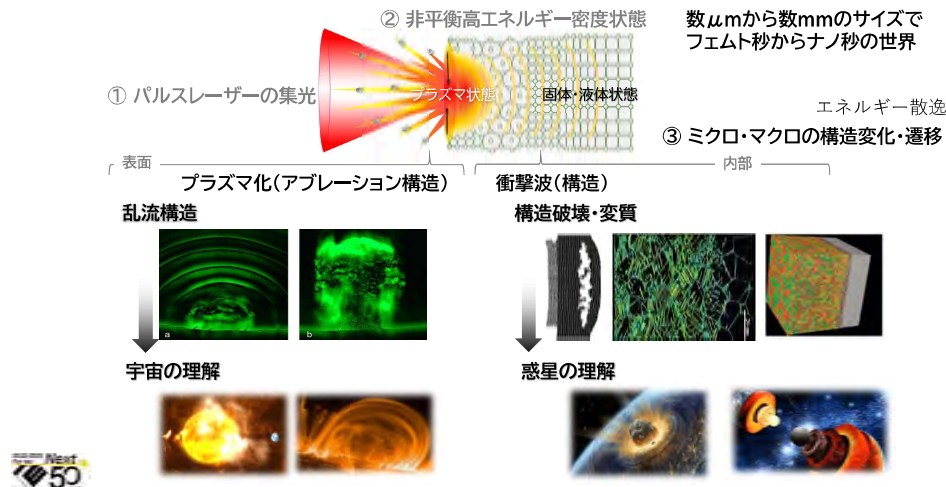 ② 非平衡高エネルギー密度状態
数μmから数mmのサイズで
フェムト秒からナノ秒の世界
① パルスレーザーの集光
プラズマ状態
固体・液体状態
エネルギー散逸
③ ミクロ・マクロの構造変化・遷移
表面
内部
プラズマ化（アブレーション構造）
衝撃波（構造）
乱流構造
構造破壊・変質
a
b
宇宙の理解
惑星の理解
Next
50